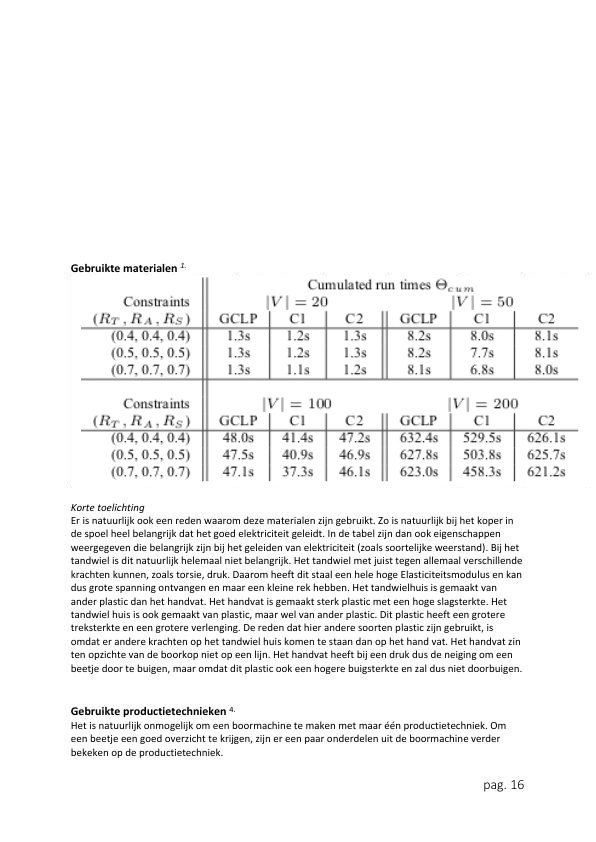 Gebruikte materialen 1.
Cumulated run times Θcum
Constraints |V| = 20 |V| = 50
(RT, RA, RS) GCLP C1 C2 GCLP C1 C2
(0.4, 0.4, 0.4) 1.3s 1.2s 1.3s 8.2s 8.0s 8.1s
(0.5, 0.5, 0.5) 1.3s 1.2s 1.3s 8.2s 7.7s 8.1s
(0.7, 0.7, 0.7) 1.3s 1.1s 1.2s 8.1s 6.8s 8.0s
Constraints |V| = 100 |V| = 200
(RT, RA, RS) GCLP C1 C2 GCLP C1 C2
(0.4, 0.4, 0.4) 48.0s 41.4s 47.2s 632.4s 529.5s 626.1s
(0.5, 0.5, 0.5) 47.5s 40.9s 46.9s 627.8s 503.8s 625.7s
(0.7, 0.7, 0.7) 47.1s 37.3s 46.1s 623.0s 458.3s 621.2s
Korte toelichting
Er is natuurlijk ook een reden waarom deze materialen zijn gebruikt. Zo is natuurlijk bij het koper in
de spoel heel belangrijk dat het goed elektriciteit geleidt. In de tabel zijn dan ook eigenschappen
weergegeven die belangrijk zijn bij het geleiden van elektriciteit (zoals soortelijke weerstand). Bij het
tandwiel is dit natuurlijk helemaal niet belangrijk. Het tandwiel met juist tegen allemaal verschillende
krachten kunnen, zoals torsie, druk. Daarom heeft dit staal een hele hoge Elasticiteitsmodulus en kan
dus grote spanning ontvangen en maar een kleine rek hebben. Het tandwielhuis is gemaakt van
ander plastic dan het handvat. Het handvat is gemaakt sterk plastic met een hoge slagsterkte. Het
tandwiel huis is ook gemaakt van plastic, maar wel van ander plastic. Dit plastic heeft een grotere
treksterkte en een grotere verlenging. De reden dat hier andere soorten plastic zijn gebruikt, is
omdat er andere krachten op het tandwiel huis komen te staan dan op het hand vat. Het handvat zin
ten opzichte van de boorkop niet op een lijn. Het handvat heeft bij een druk dus de neiging om een
beetje door te buigen, maar omdat dit plastic ook een hogere buigsterkte en zal dus niet doorbuigen.
Gebruikte productietechnieken 4.
Het is natuurlijk onmogelijk om een boormachine te maken met maar één productietechniek. Om
een beetje een goed overzicht te krijgen, zijn er een paar onderdelen uit de boormachine verder
bekeken op de productietechniek.
pag. 16